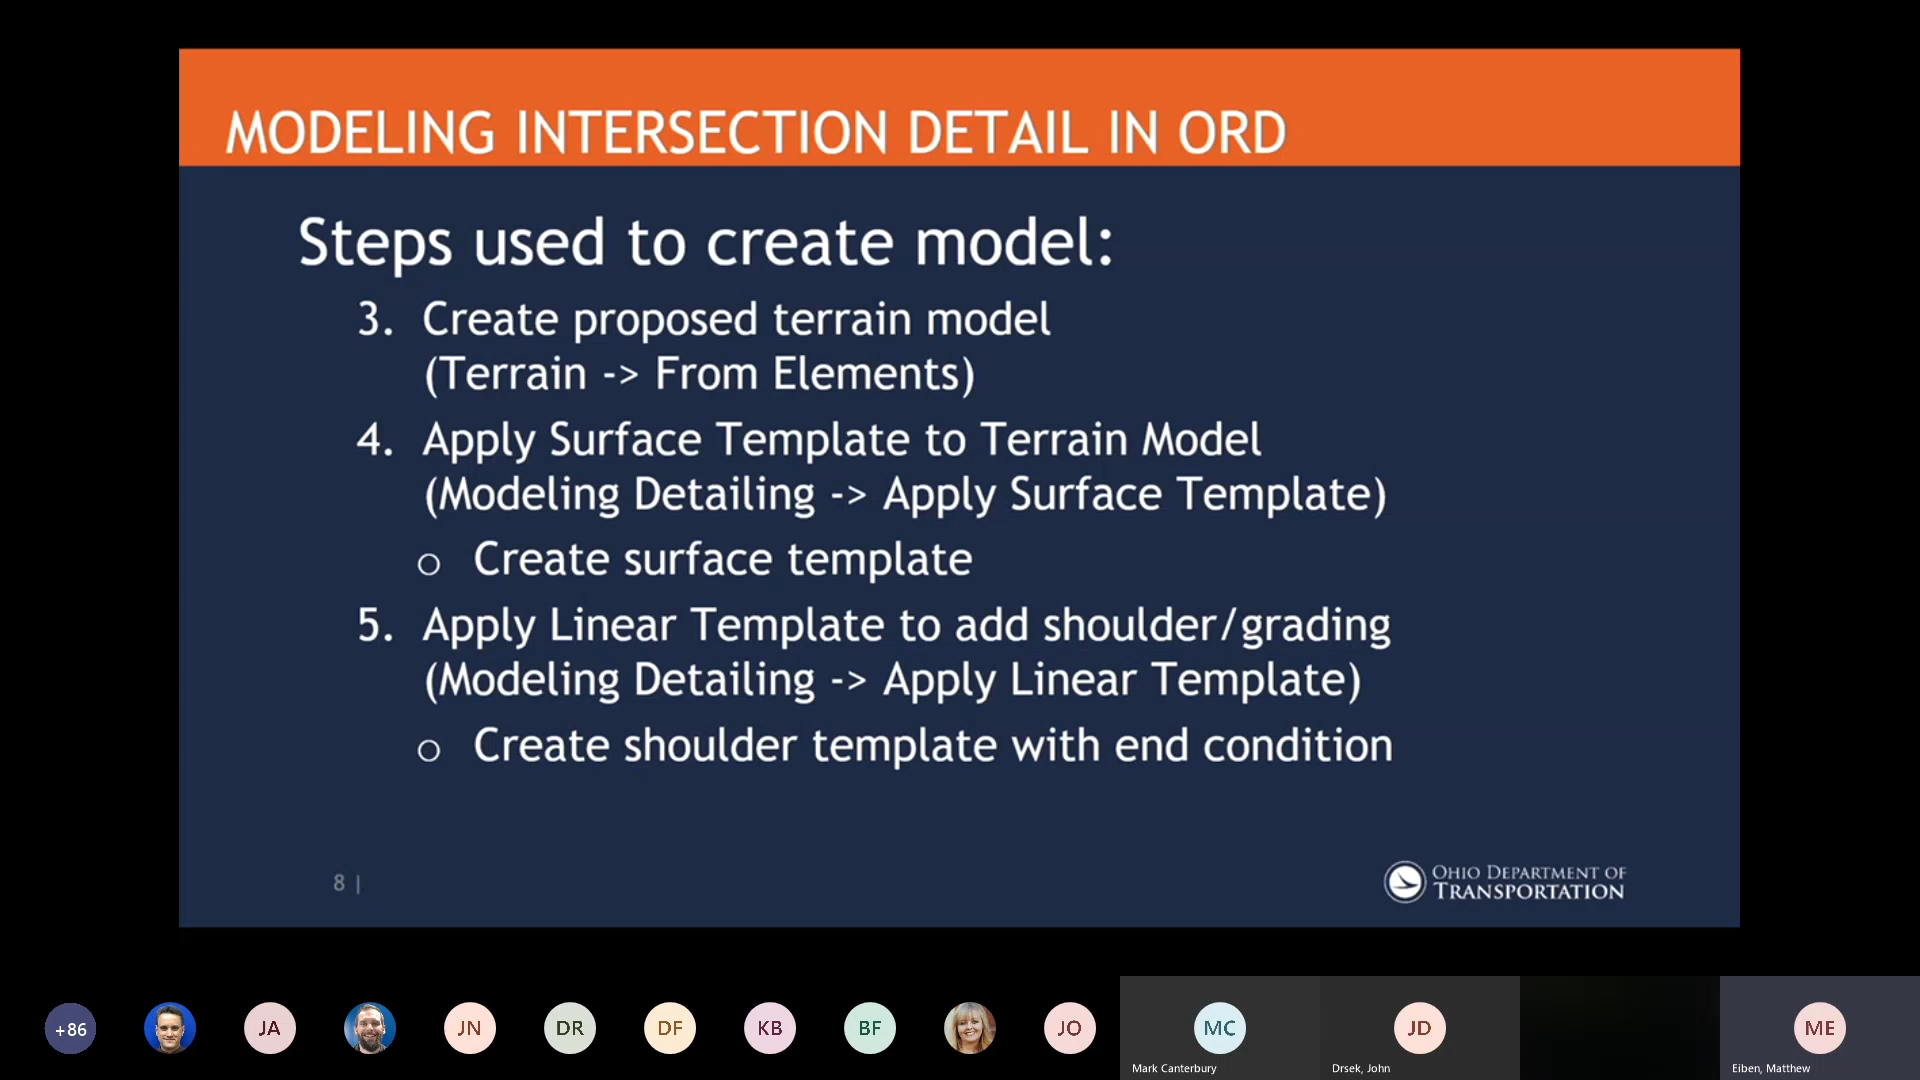 MODELING INTERSECTION DETAIL IN ORD
Steps used to create model:
3. Create proposed terrain model
(Terrain -> From Elements)
4. Apply Surface Template to Terrain Model
(Modeling Detailing -> Apply Surface Template)
o Create surface template
5. Apply Linear Template to add shoulder/grading
(Modeling Detailing -> Apply Linear Template)
o Create shoulder template with end condition
8 |
OHIO DEPARTMENT OF
TRANSPORTATION
+86
JA
JN
DR
DF
KB
BF
JO
MC
JD
ME
Mark Canterbury
Drsek, John
Eiben, Matthew